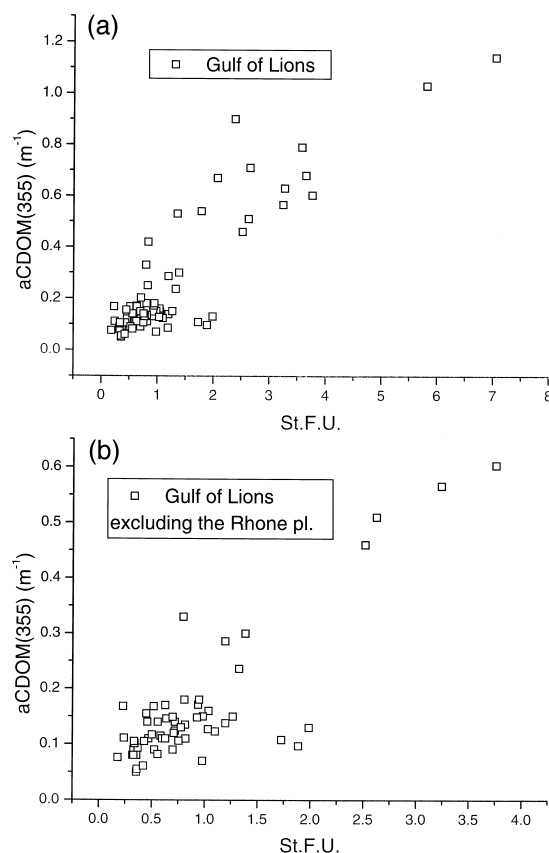 (a)
Gulf of Lions
aCDOM(355) (m⁻¹)
1.2
1.0
0.8
0.6
0.4
0.2
0.0
0 1 2 3 4 5 6 7 8
St.F.U.
(b)
Gulf of Lions
excluding the Rhone pl.
aCDOM(355) (m⁻¹)
0.6
0.5
0.4
0.3
0.2
0.1
0.0
0.0 0.5 1.0 1.5 2.0 2.5 3.0 3.5 4.0
St.F.U.